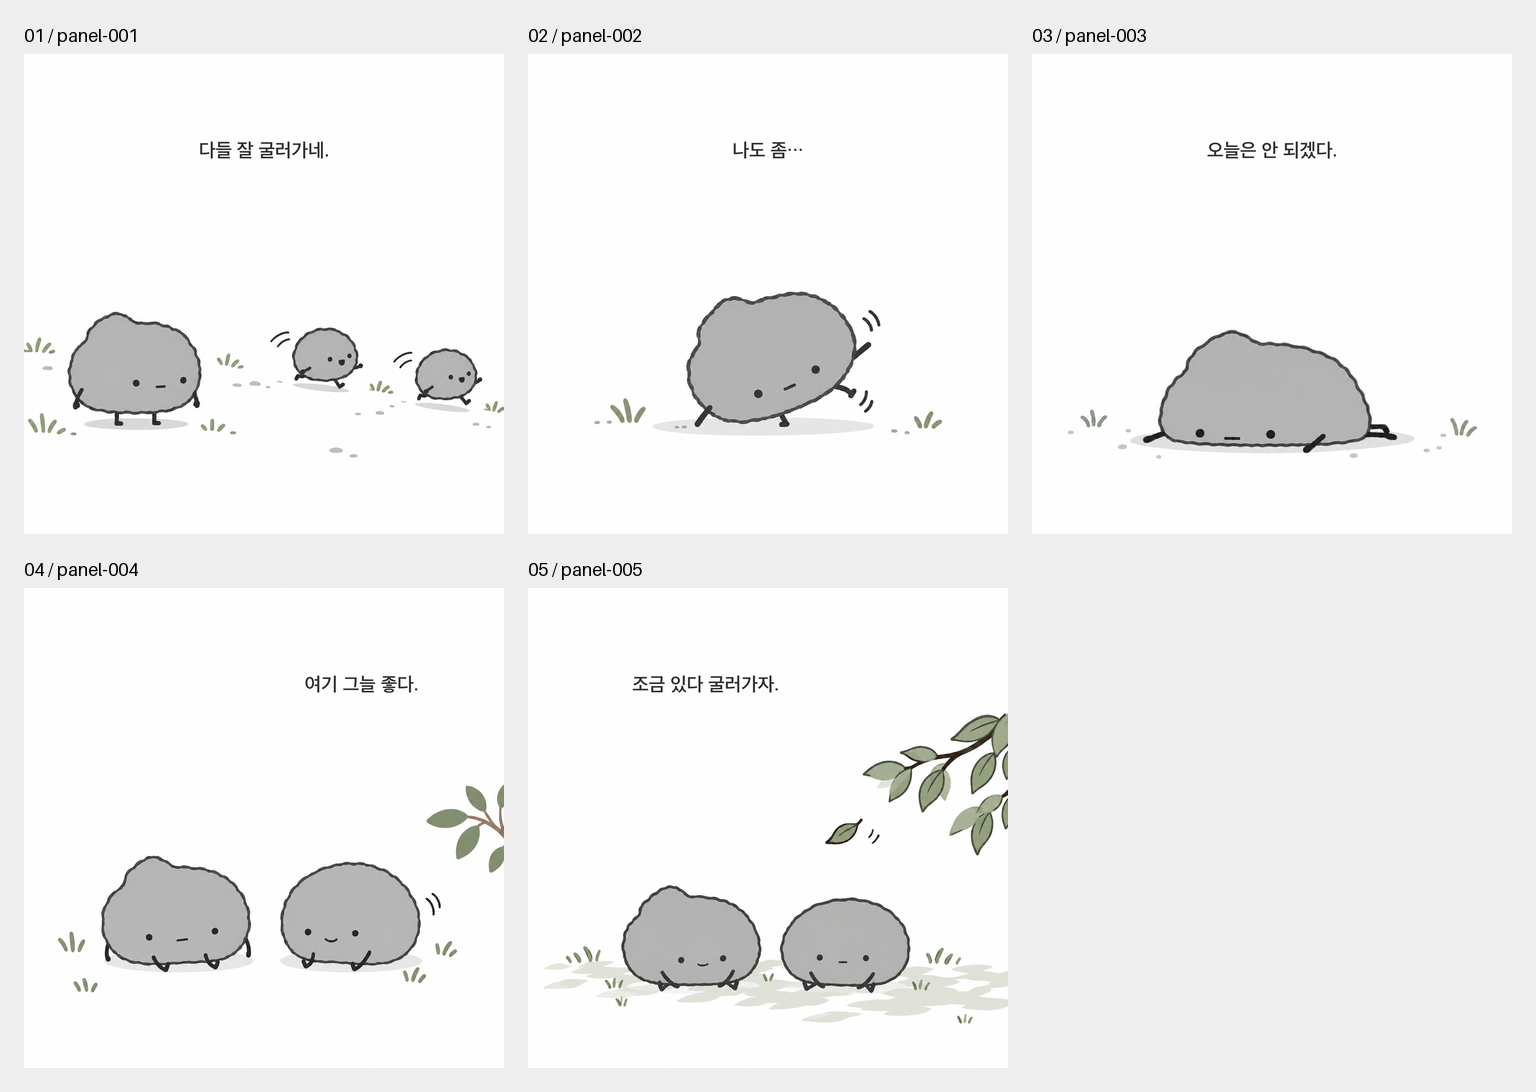 01 / panel-001
다들 잘 굴러가네.
02 / panel-002
나도 좀…
03 / panel-003
오늘은 안 되겠다.
04 / panel-004
여기 그늘 좋다.
05 / panel-005
조금 있다 굴러가자.